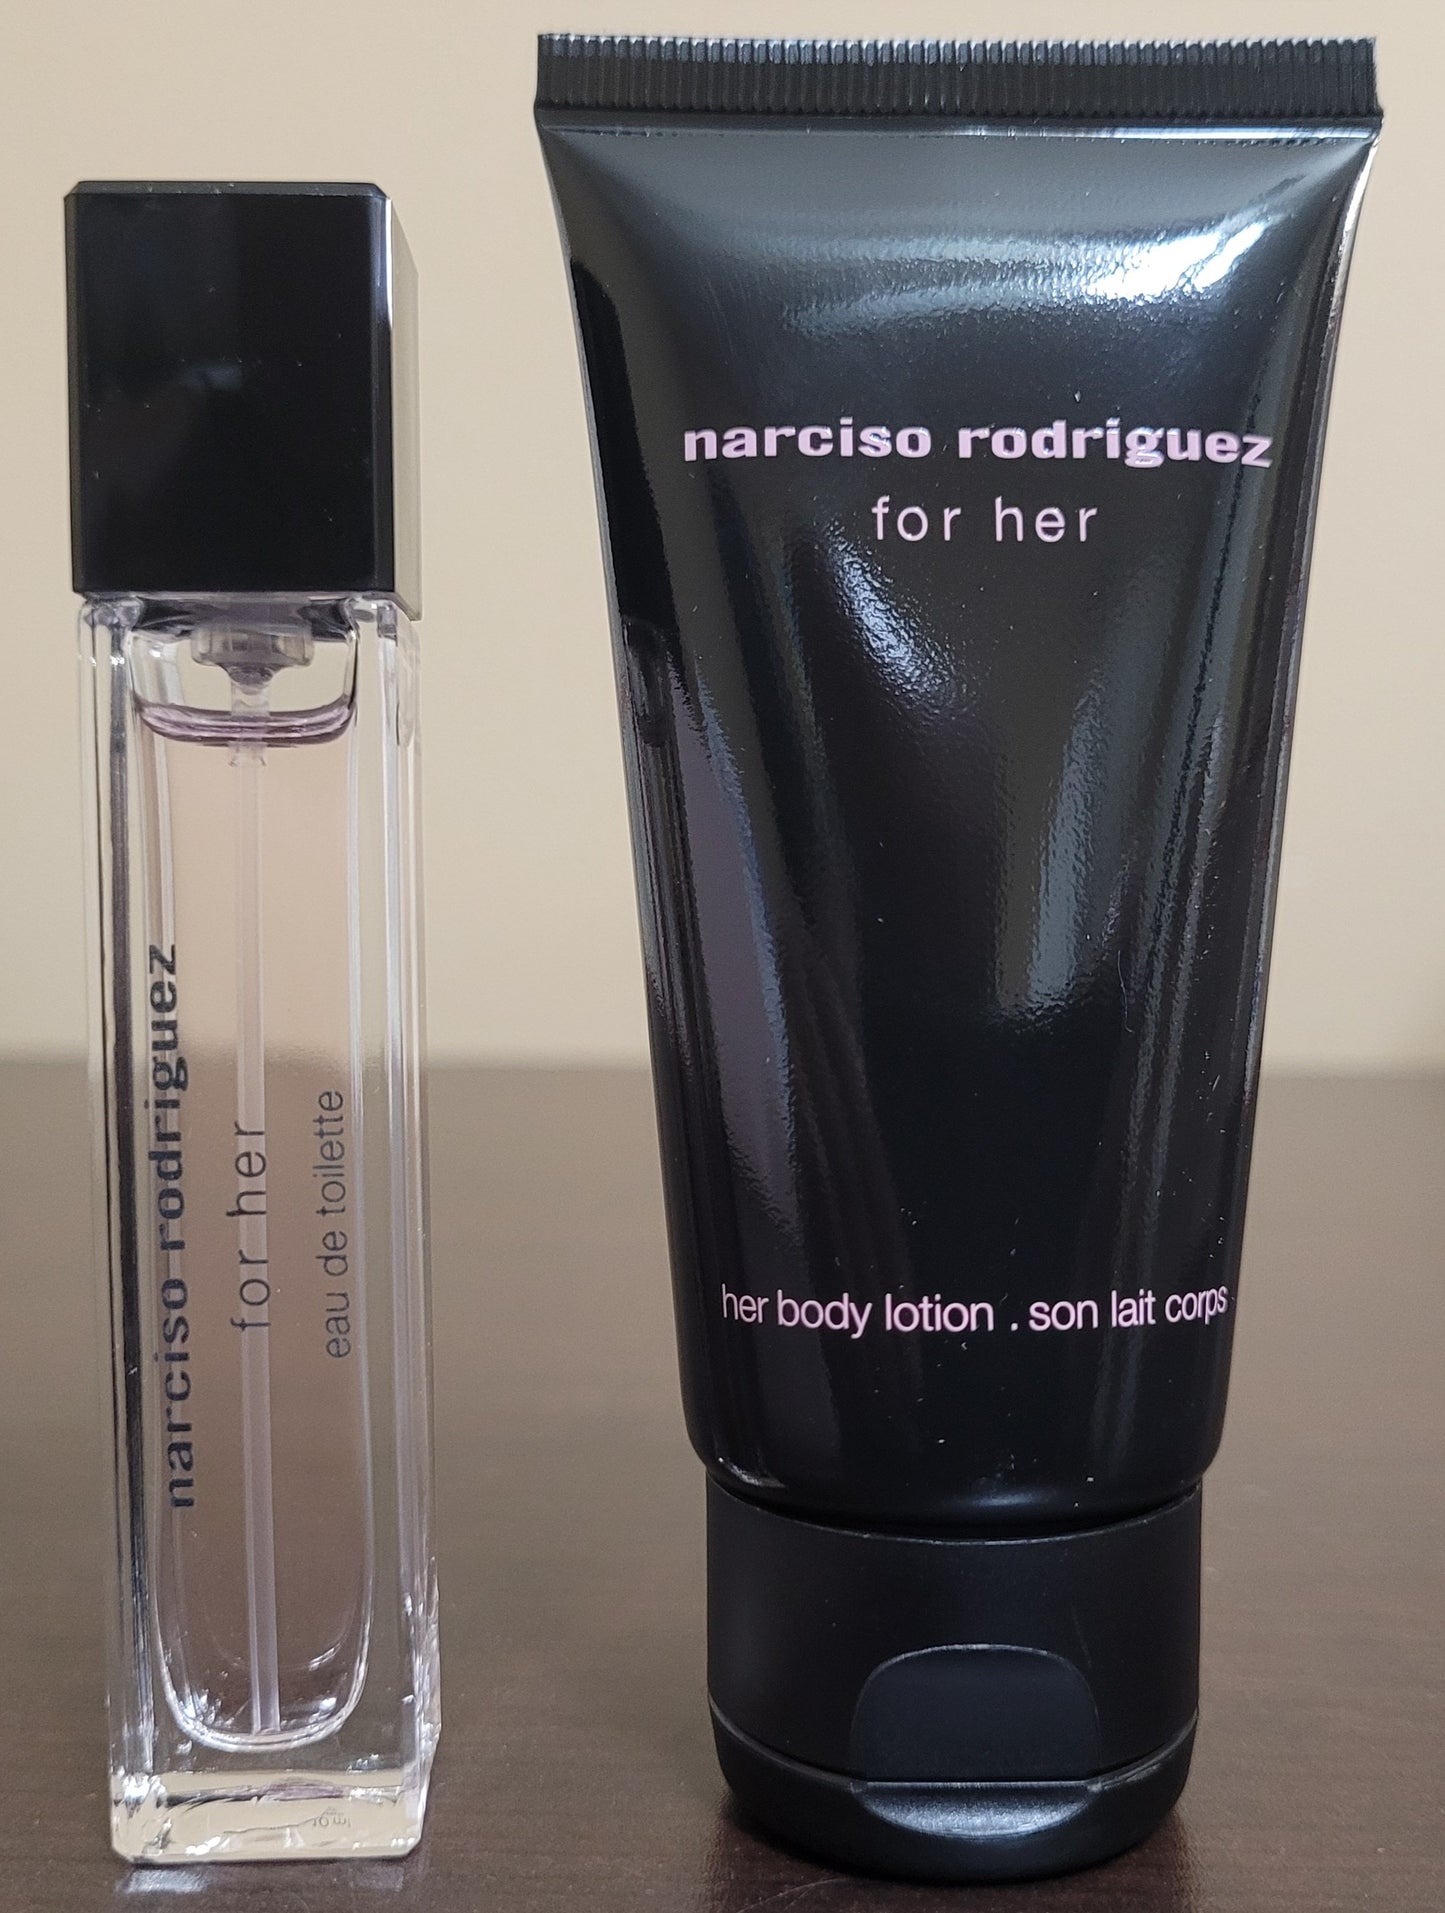 narciso rodriguez
for her
eau de toilette
narciso rodriguez
for her
her body lotion . son lait corps